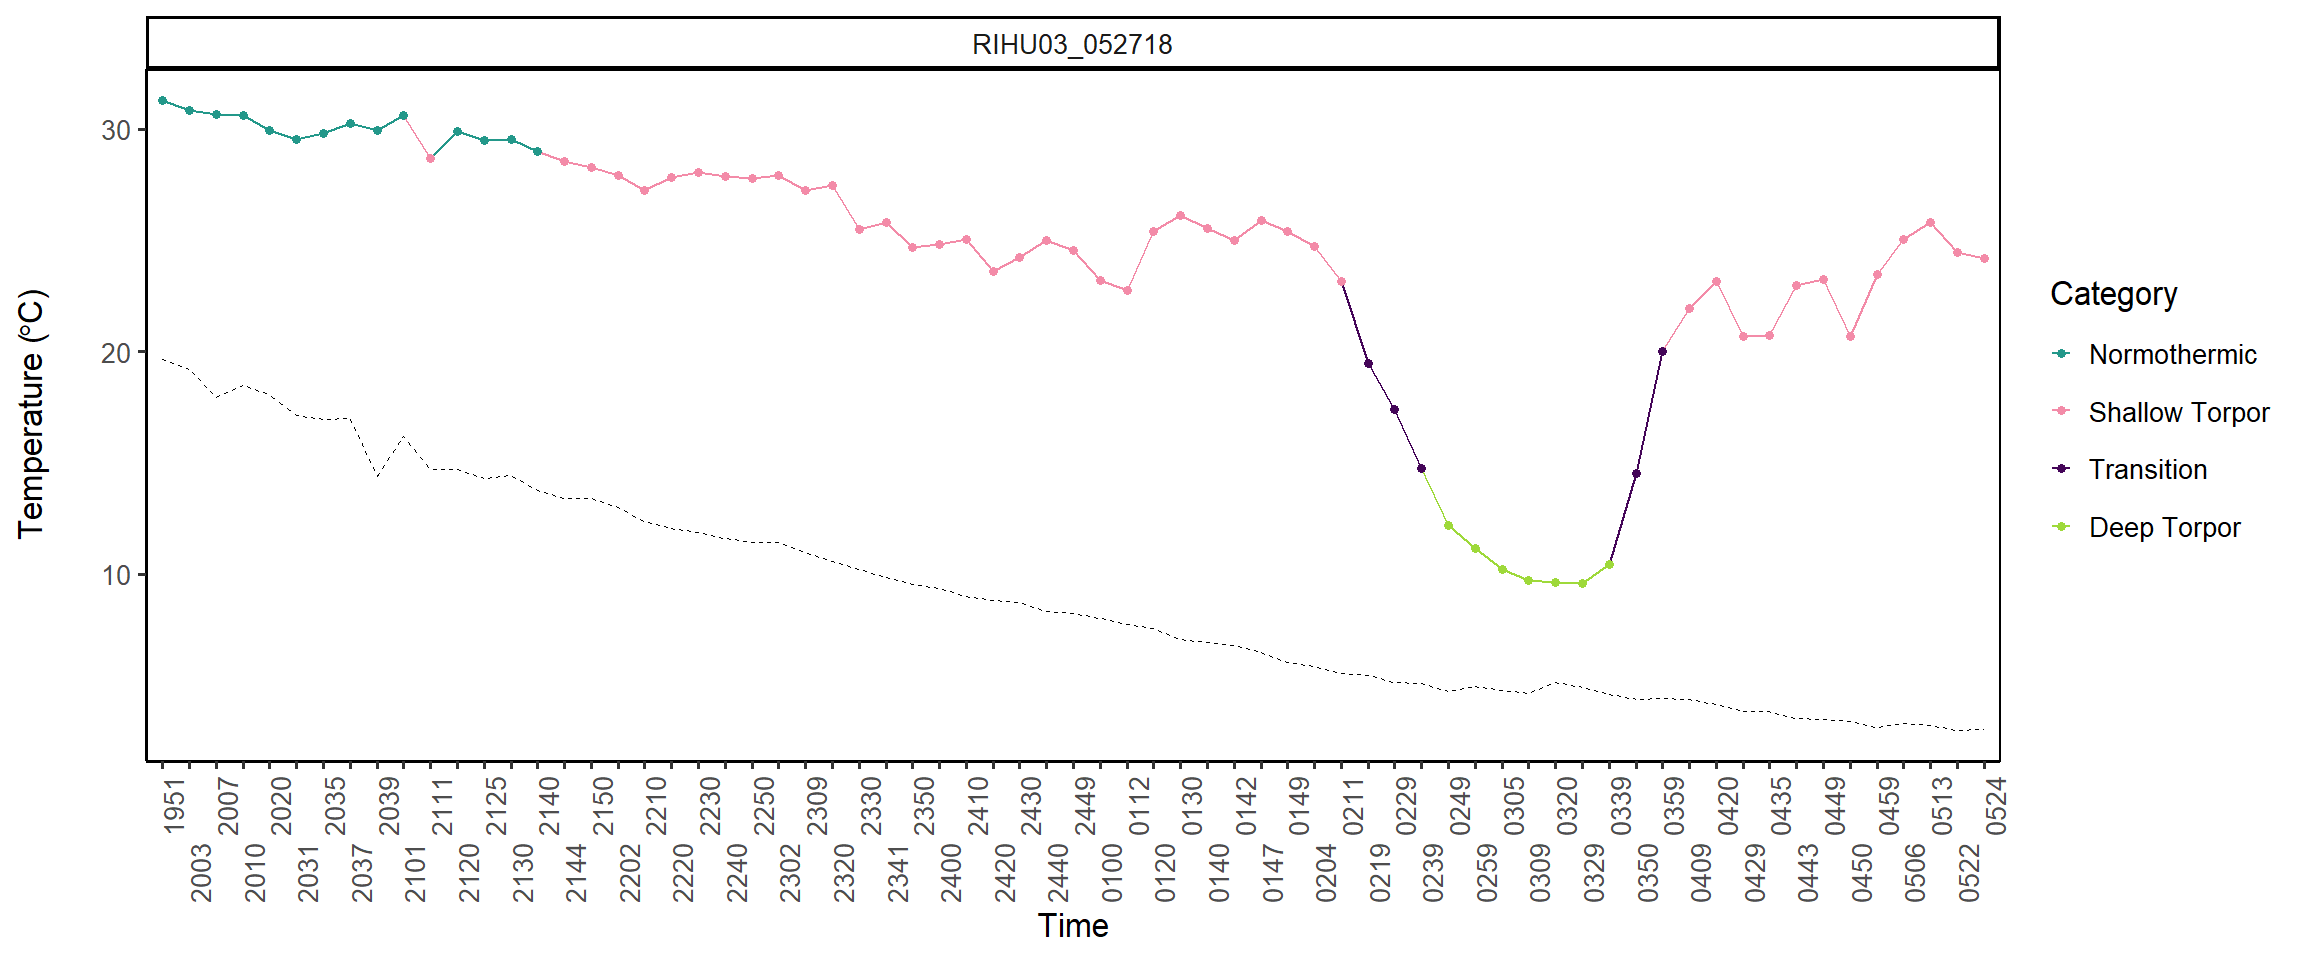 RIHU03_052718
Temperature (°C)
30
20
10
1951 2007 2020 2035 2039 2111 2125 2140 2150 2210 2230 2250 2309 2330 2350 2410 2430 2449 0112 0130 0142 0149 0211 0229 0249 0305 0320 0339 0359 0420 0435 0449 0459 0513 0524
2003 2010 2031 2037 2101 2120 2130 2144 2202 2220 2240 2302 2320 2341 2400 2420 2440 0100 0120 0140 0147 0204 0219 0239 0259 0309 0329 0350 0409 0429 0443 0450 0506 0522
Time
Category
Normothermic
Shallow Torpor
Transition
Deep Torpor